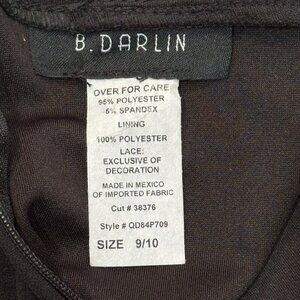 B. DARLIN
OVER FOR CARE
95% POLYESTER
5% SPANDEX
LINING
100% POLYESTER
LACE:
EXCLUSIVE OF
DECORATION
MADE IN MEXICO
OF IMPORTED FABRIC
Cut # 38376
Style # QD84P709
SIZE 9/10